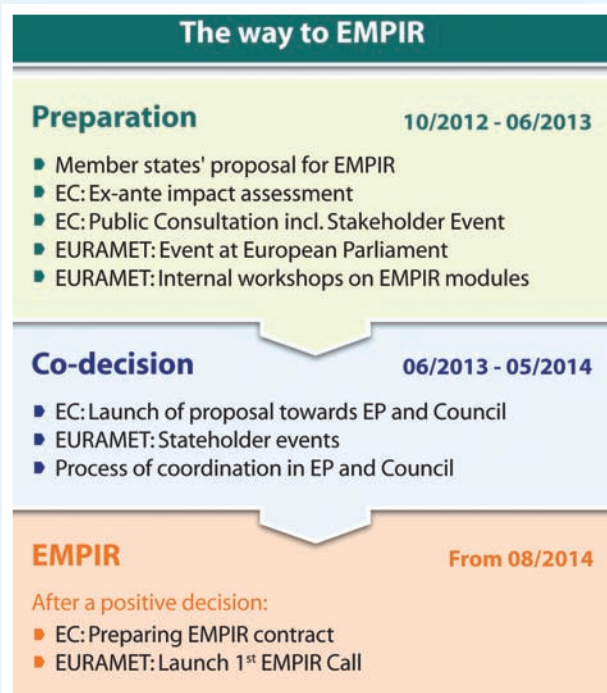 The way to EMPIR
Preparation 10/2012 - 06/2013
Member states' proposal for EMPIR
EC: Ex-ante impact assessment
EC: Public Consultation incl. Stakeholder Event
EURAMET: Event at European Parliament
EURAMET: Internal workshops on EMPIR modules
Co-decision 06/2013 - 05/2014
EC: Launch of proposal towards EP and Council
EURAMET: Stateholder events
Process of coordination in EP and Council
EMPIR From 08/2014
After a positive decision:
EC: Preparing EMPIR contract
EURAMET: Launch 1st EMPIR Call